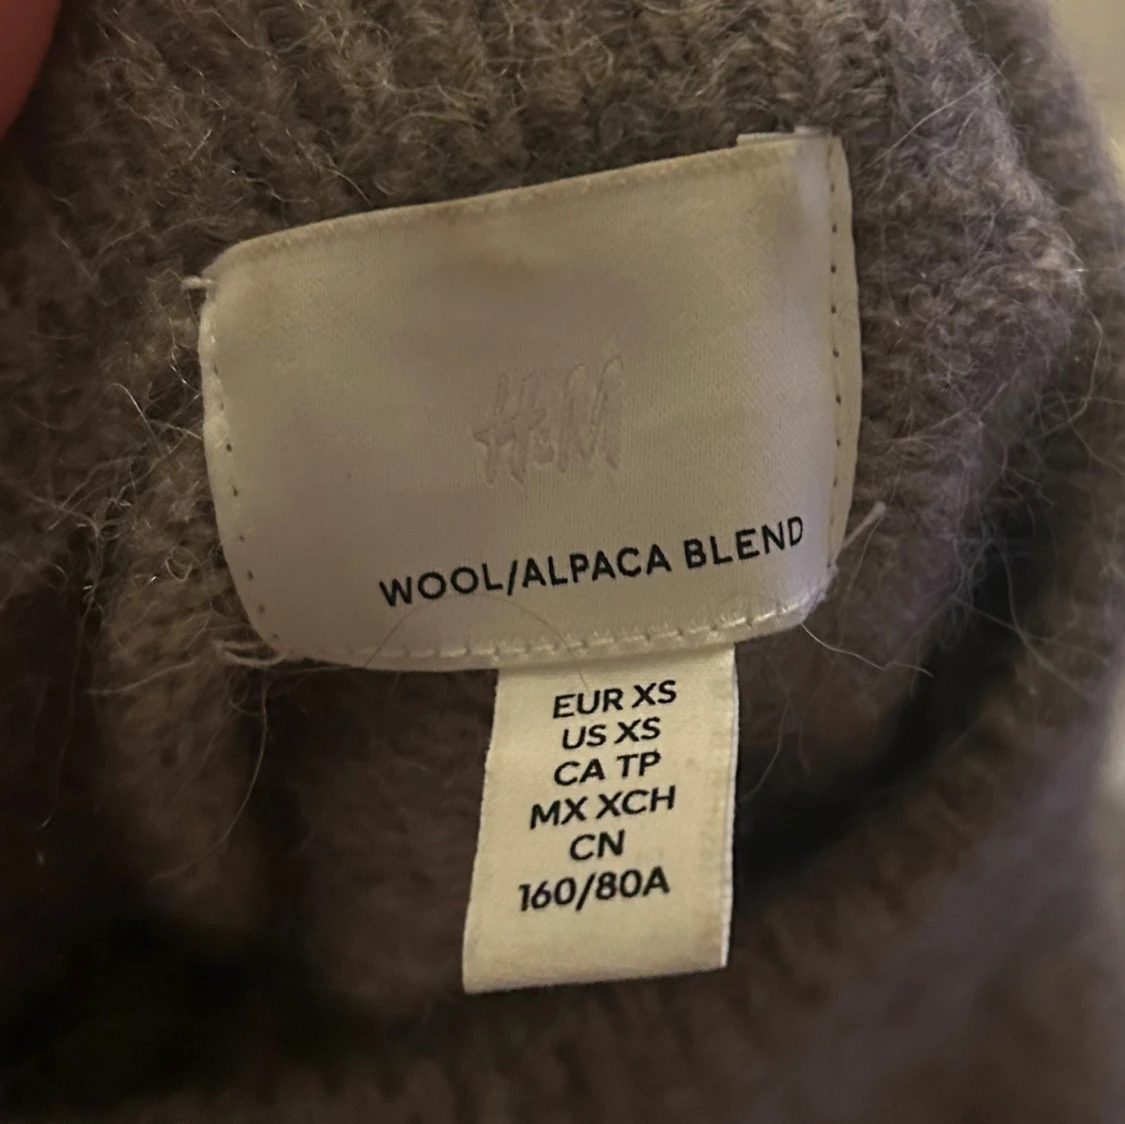 H&M
WOOL/ALPACA BLEND
EUR XS
US XS
CA TP
MX XCH
CN
160/80A